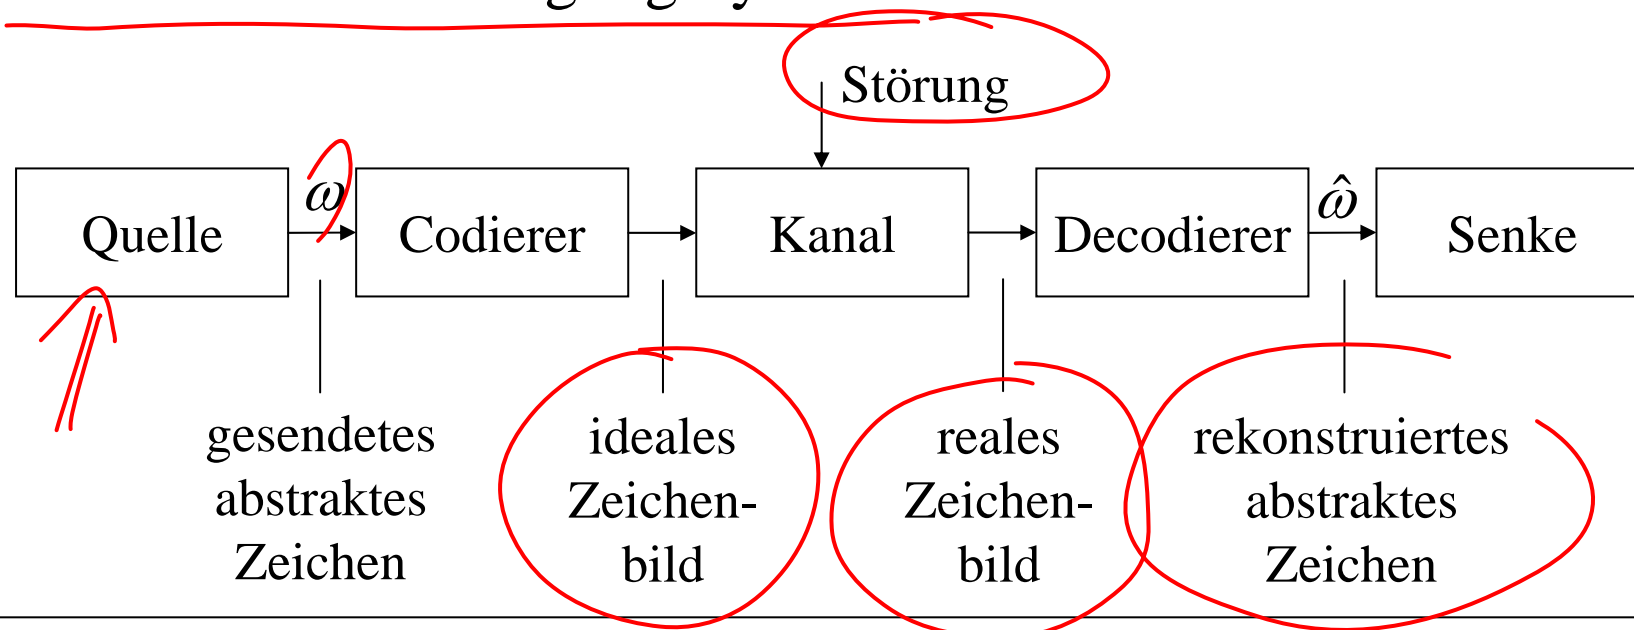 Störung
ω
ω̂
Quelle
Codierer
Kanal
Decodierer
Senke
gesendetes
abstraktes
Zeichen
ideales
Zeichen-
bild
reales
Zeichen-
bild
rekonstruiertes
abstraktes
Zeichen